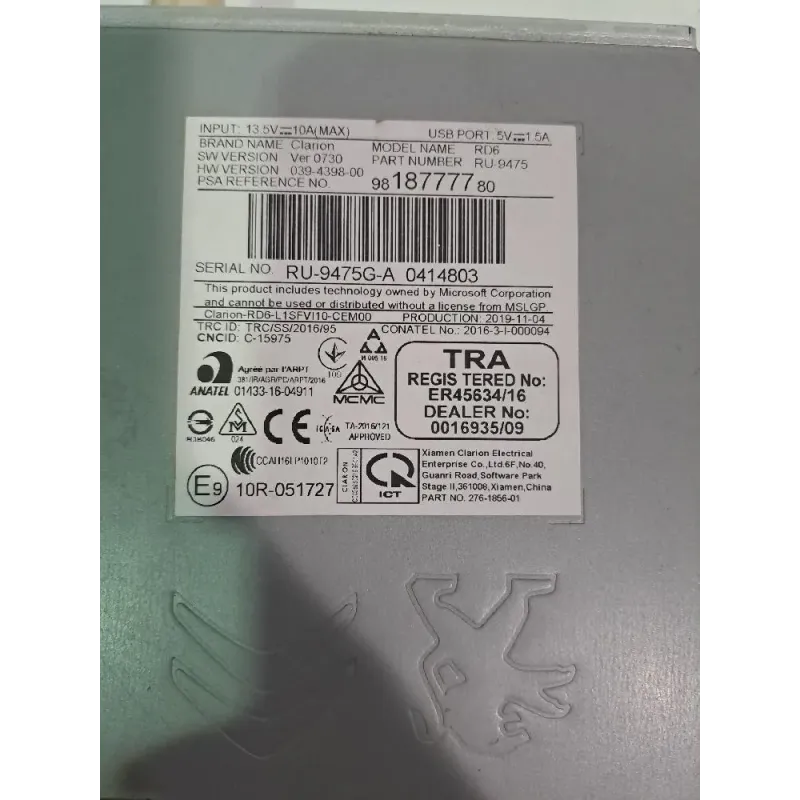 INPUT: 13.5V⎓10A(MAX) USB PORT: 5V⎓1.5A
BRAND NAME Clarion MODEL NAME RD6
SW VERSION Ver 0730 PART NUMBER RU-9475
HW VERSION 039-4398-00
PSA REFERENCE NO. 9818777780
SERIAL NO. RU-9475G-A 0414803
This product includes technology owned by Microsoft Corporation
and cannot be used or distributed without a license from MSLGP.
Clarion-RD6-L1SFVI10-CEM00 PRODUCTION: 2019-11-04
TRC ID: TRC/SS/2016/95 CONATEL No.: 2016-3-I-000094
CNCID: C-15975
Agréé par l'ARPT
ANATEL 01433-16-04911
MCMC
TRA
REGISTERED No:
ER45634/16
DEALER No:
0016935/09
024
CE
ICASA
TA-2016/121
APPROVED
E9 10R-051727
CLARION
ICT
Xiamen Clarion Electrical
Enterprise Co.,Ltd.6F,No.40,
Guanri Road,Software Park
Stage II,361008,Xiamen,China
PART NO. 276-1856-01